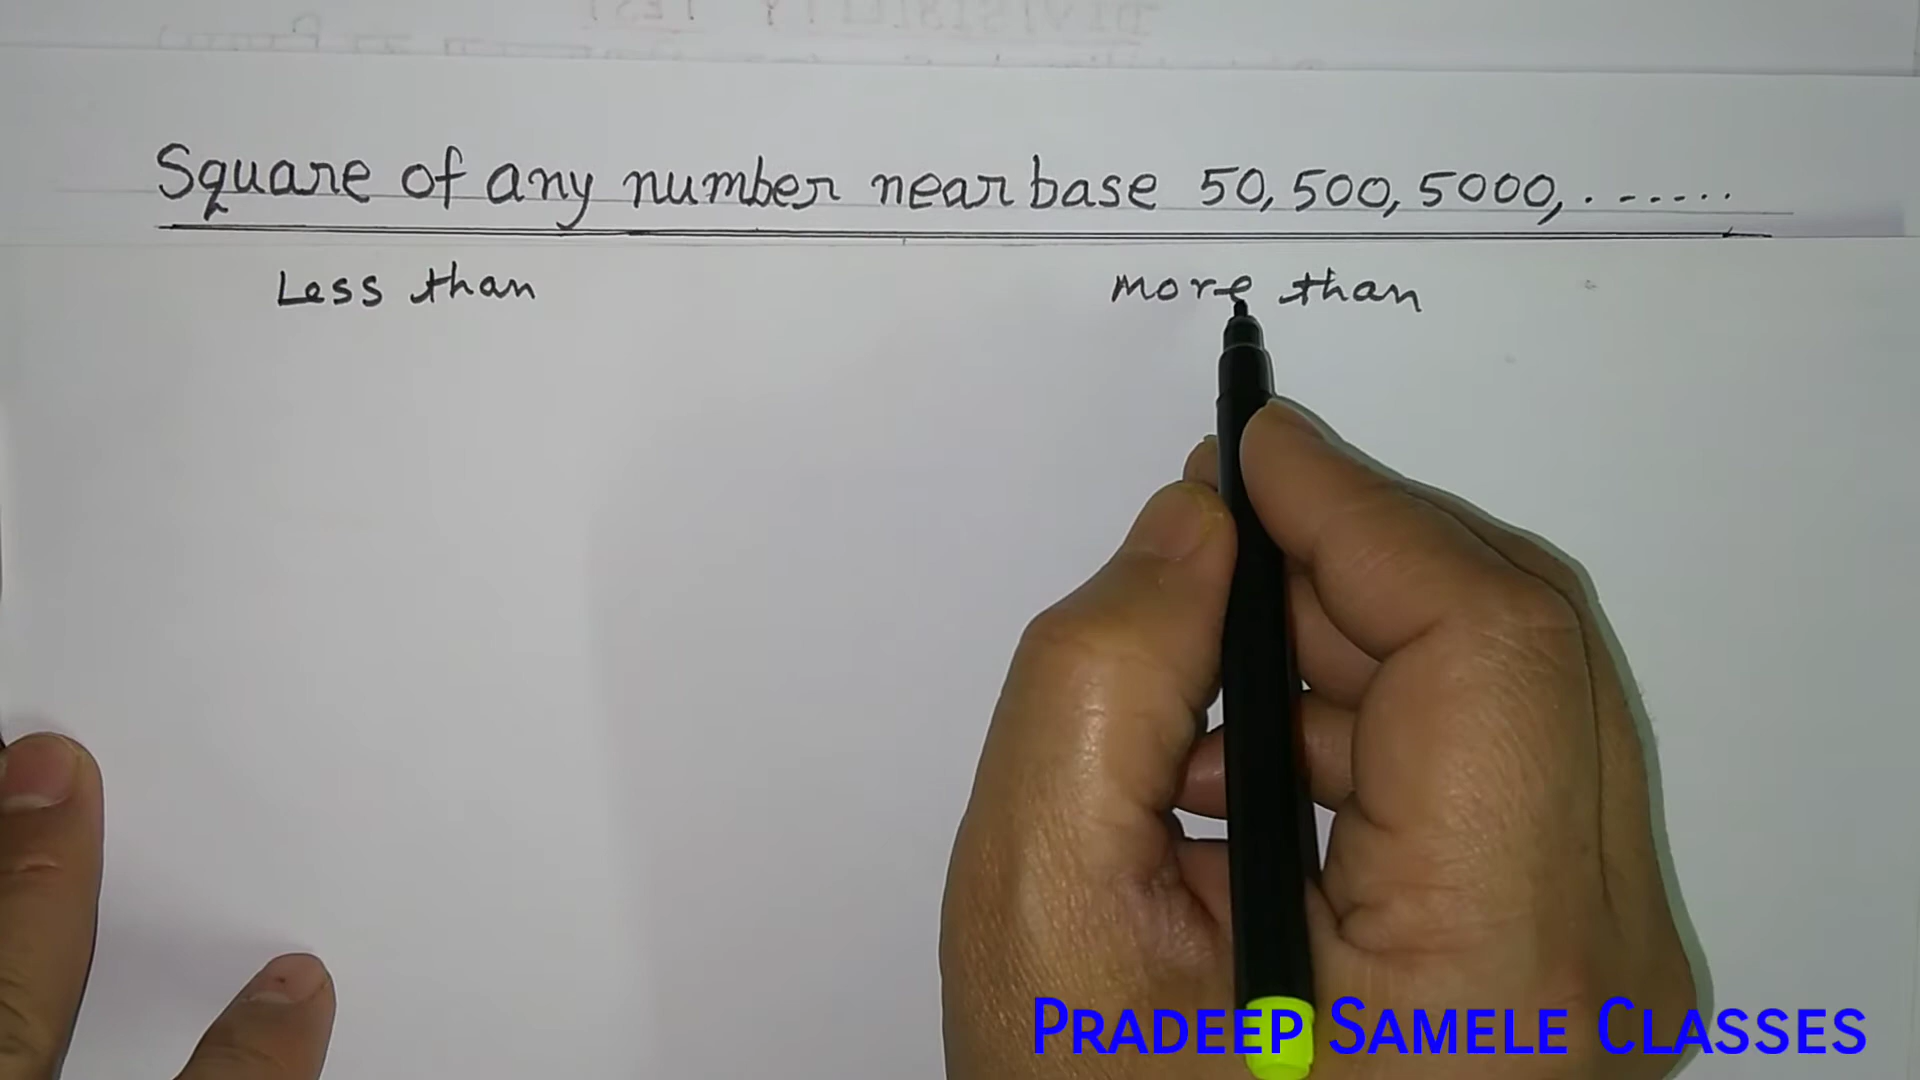 Square of any number near base 50, 500, 5000, .......
Less than
more than
PRADEEP SAMELE CLASSES